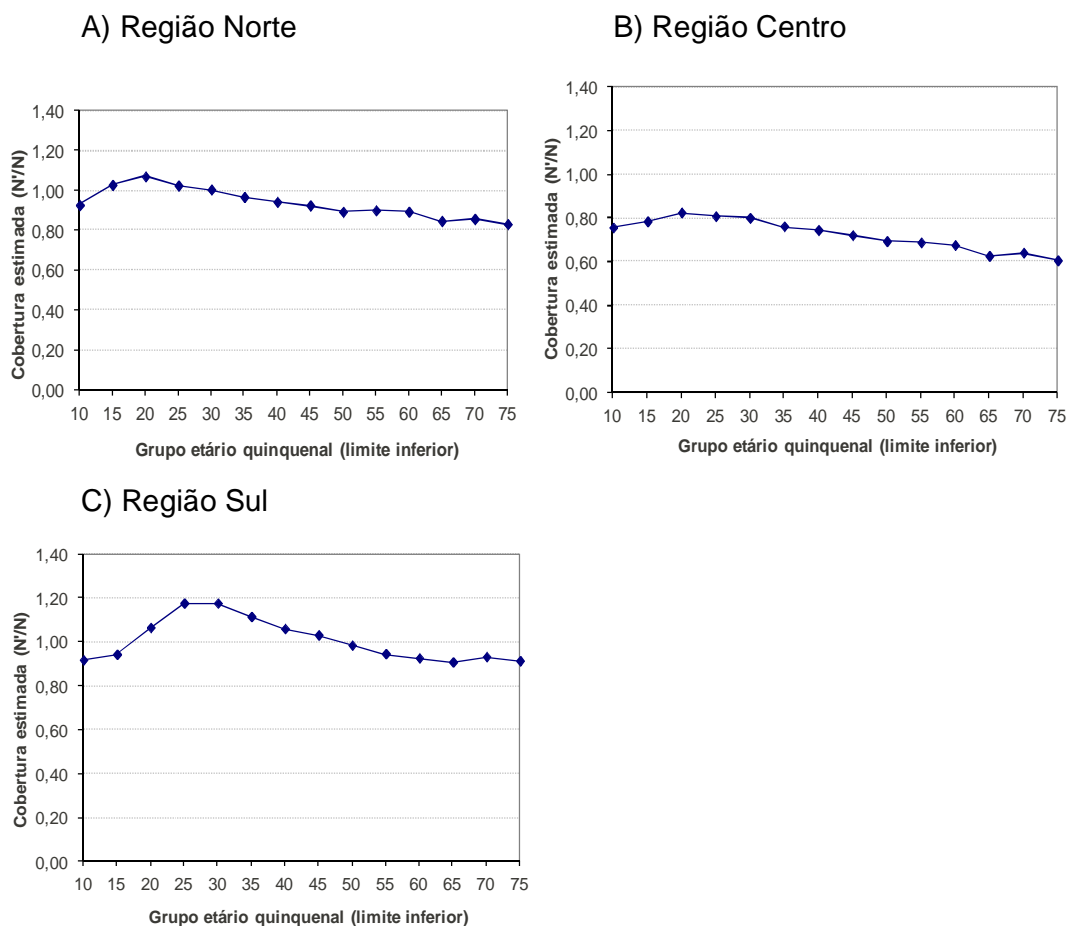 A) Região Norte
1,40
1,20
1,00
0,80
0,60
0,40
0,20
0,00
Cobertura estimada (N'/N)
10 15 20 25 30 35 40 45 50 55 60 65 70 75
Grupo etário quinquenal (limite inferior)
B) Região Centro
1,40
1,20
1,00
0,80
0,60
0,40
0,20
0,00
Cobertura estimada (N'/N)
10 15 20 25 30 35 40 45 50 55 60 65 70 75
Grupo etário quinquenal (limite inferior)
C) Região Sul
1,40
1,20
1,00
0,80
0,60
0,40
0,20
0,00
Cobertura estimada (N'/N)
10 15 20 25 30 35 40 45 50 55 60 65 70 75
Grupo etário quinquenal (limite inferior)